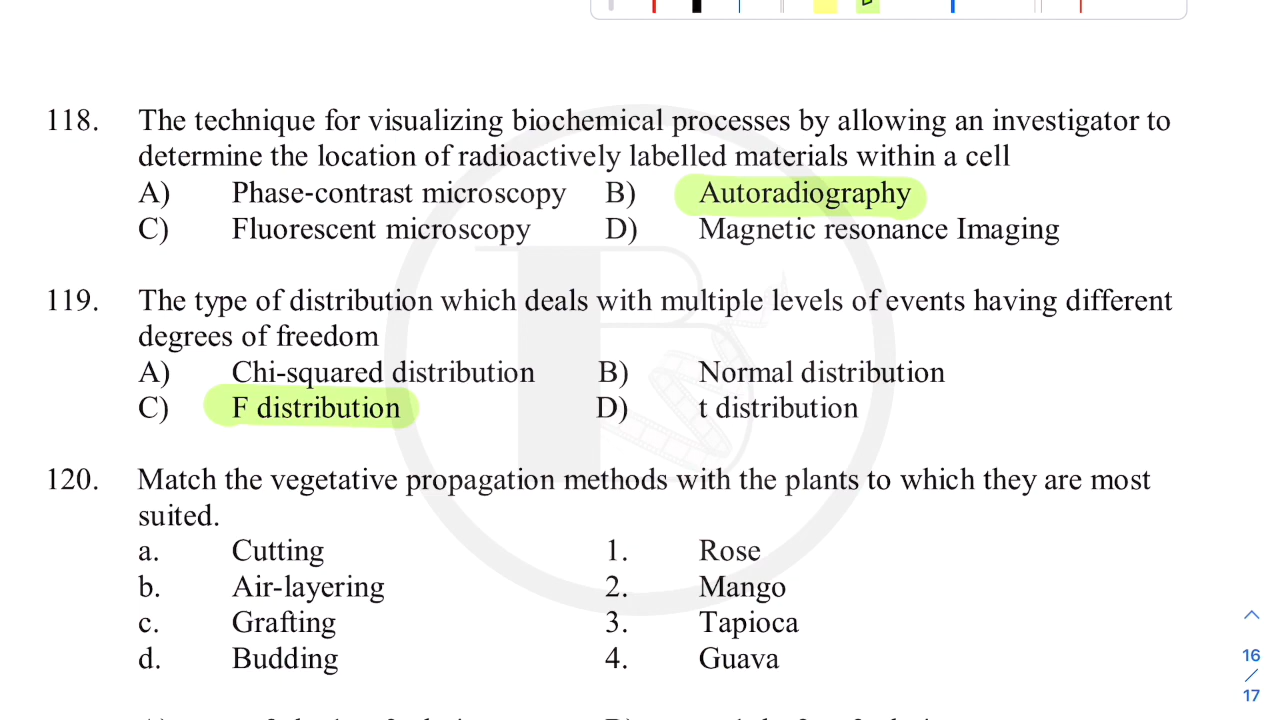 118. The technique for visualizing biochemical processes by allowing an investigator to
determine the location of radioactively labelled materials within a cell
A) Phase-contrast microscopy B) Autoradiography
C) Fluorescent microscopy D) Magnetic resonance Imaging
119. The type of distribution which deals with multiple levels of events having different
degrees of freedom
A) Chi-squared distribution B) Normal distribution
C) F distribution D) t distribution
120. Match the vegetative propagation methods with the plants to which they are most
suited.
a. Cutting 1. Rose
b. Air-layering 2. Mango
c. Grafting 3. Tapioca
d. Budding 4. Guava
16
/
17